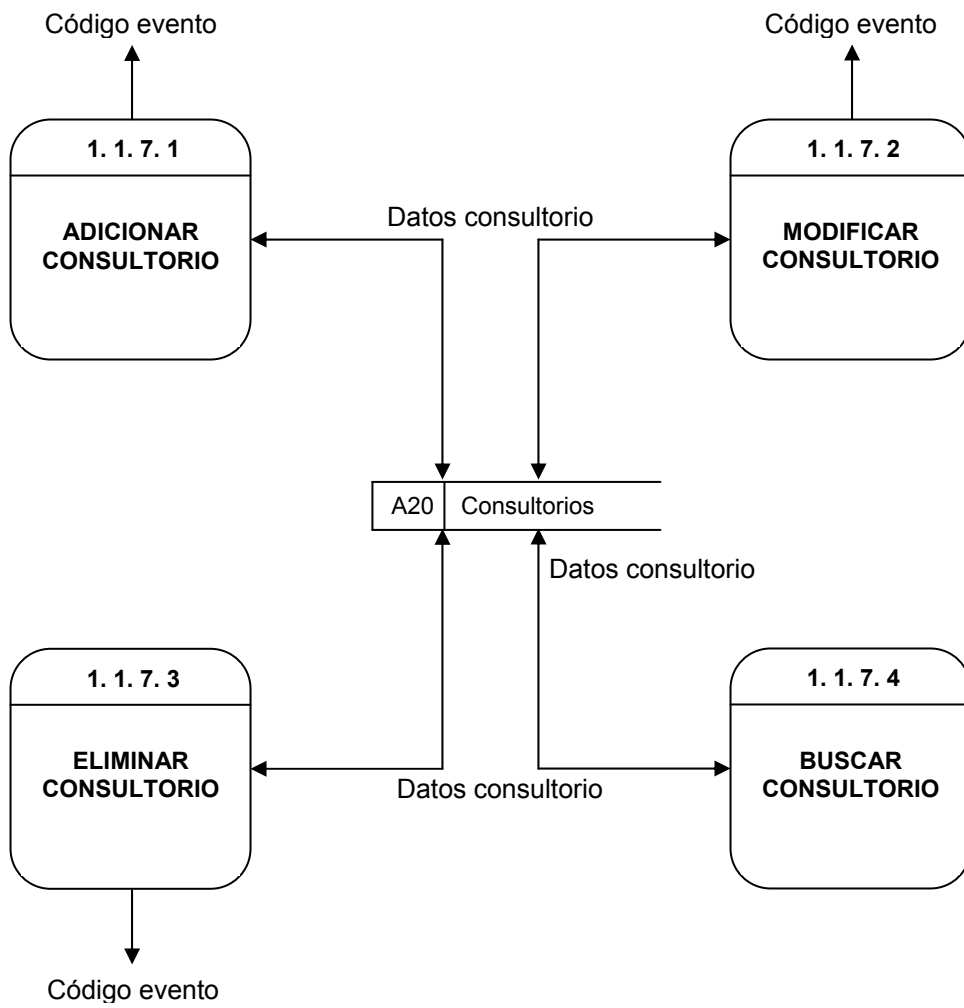 Código evento
Código evento
1. 1. 7. 1
1. 1. 7. 2
ADICIONAR
CONSULTORIO
Datos consultorio
MODIFICAR
CONSULTORIO
A20
Consultorios
Datos consultorio
1. 1. 7. 3
1. 1. 7. 4
ELIMINAR
CONSULTORIO
Datos consultorio
BUSCAR
CONSULTORIO
Código evento